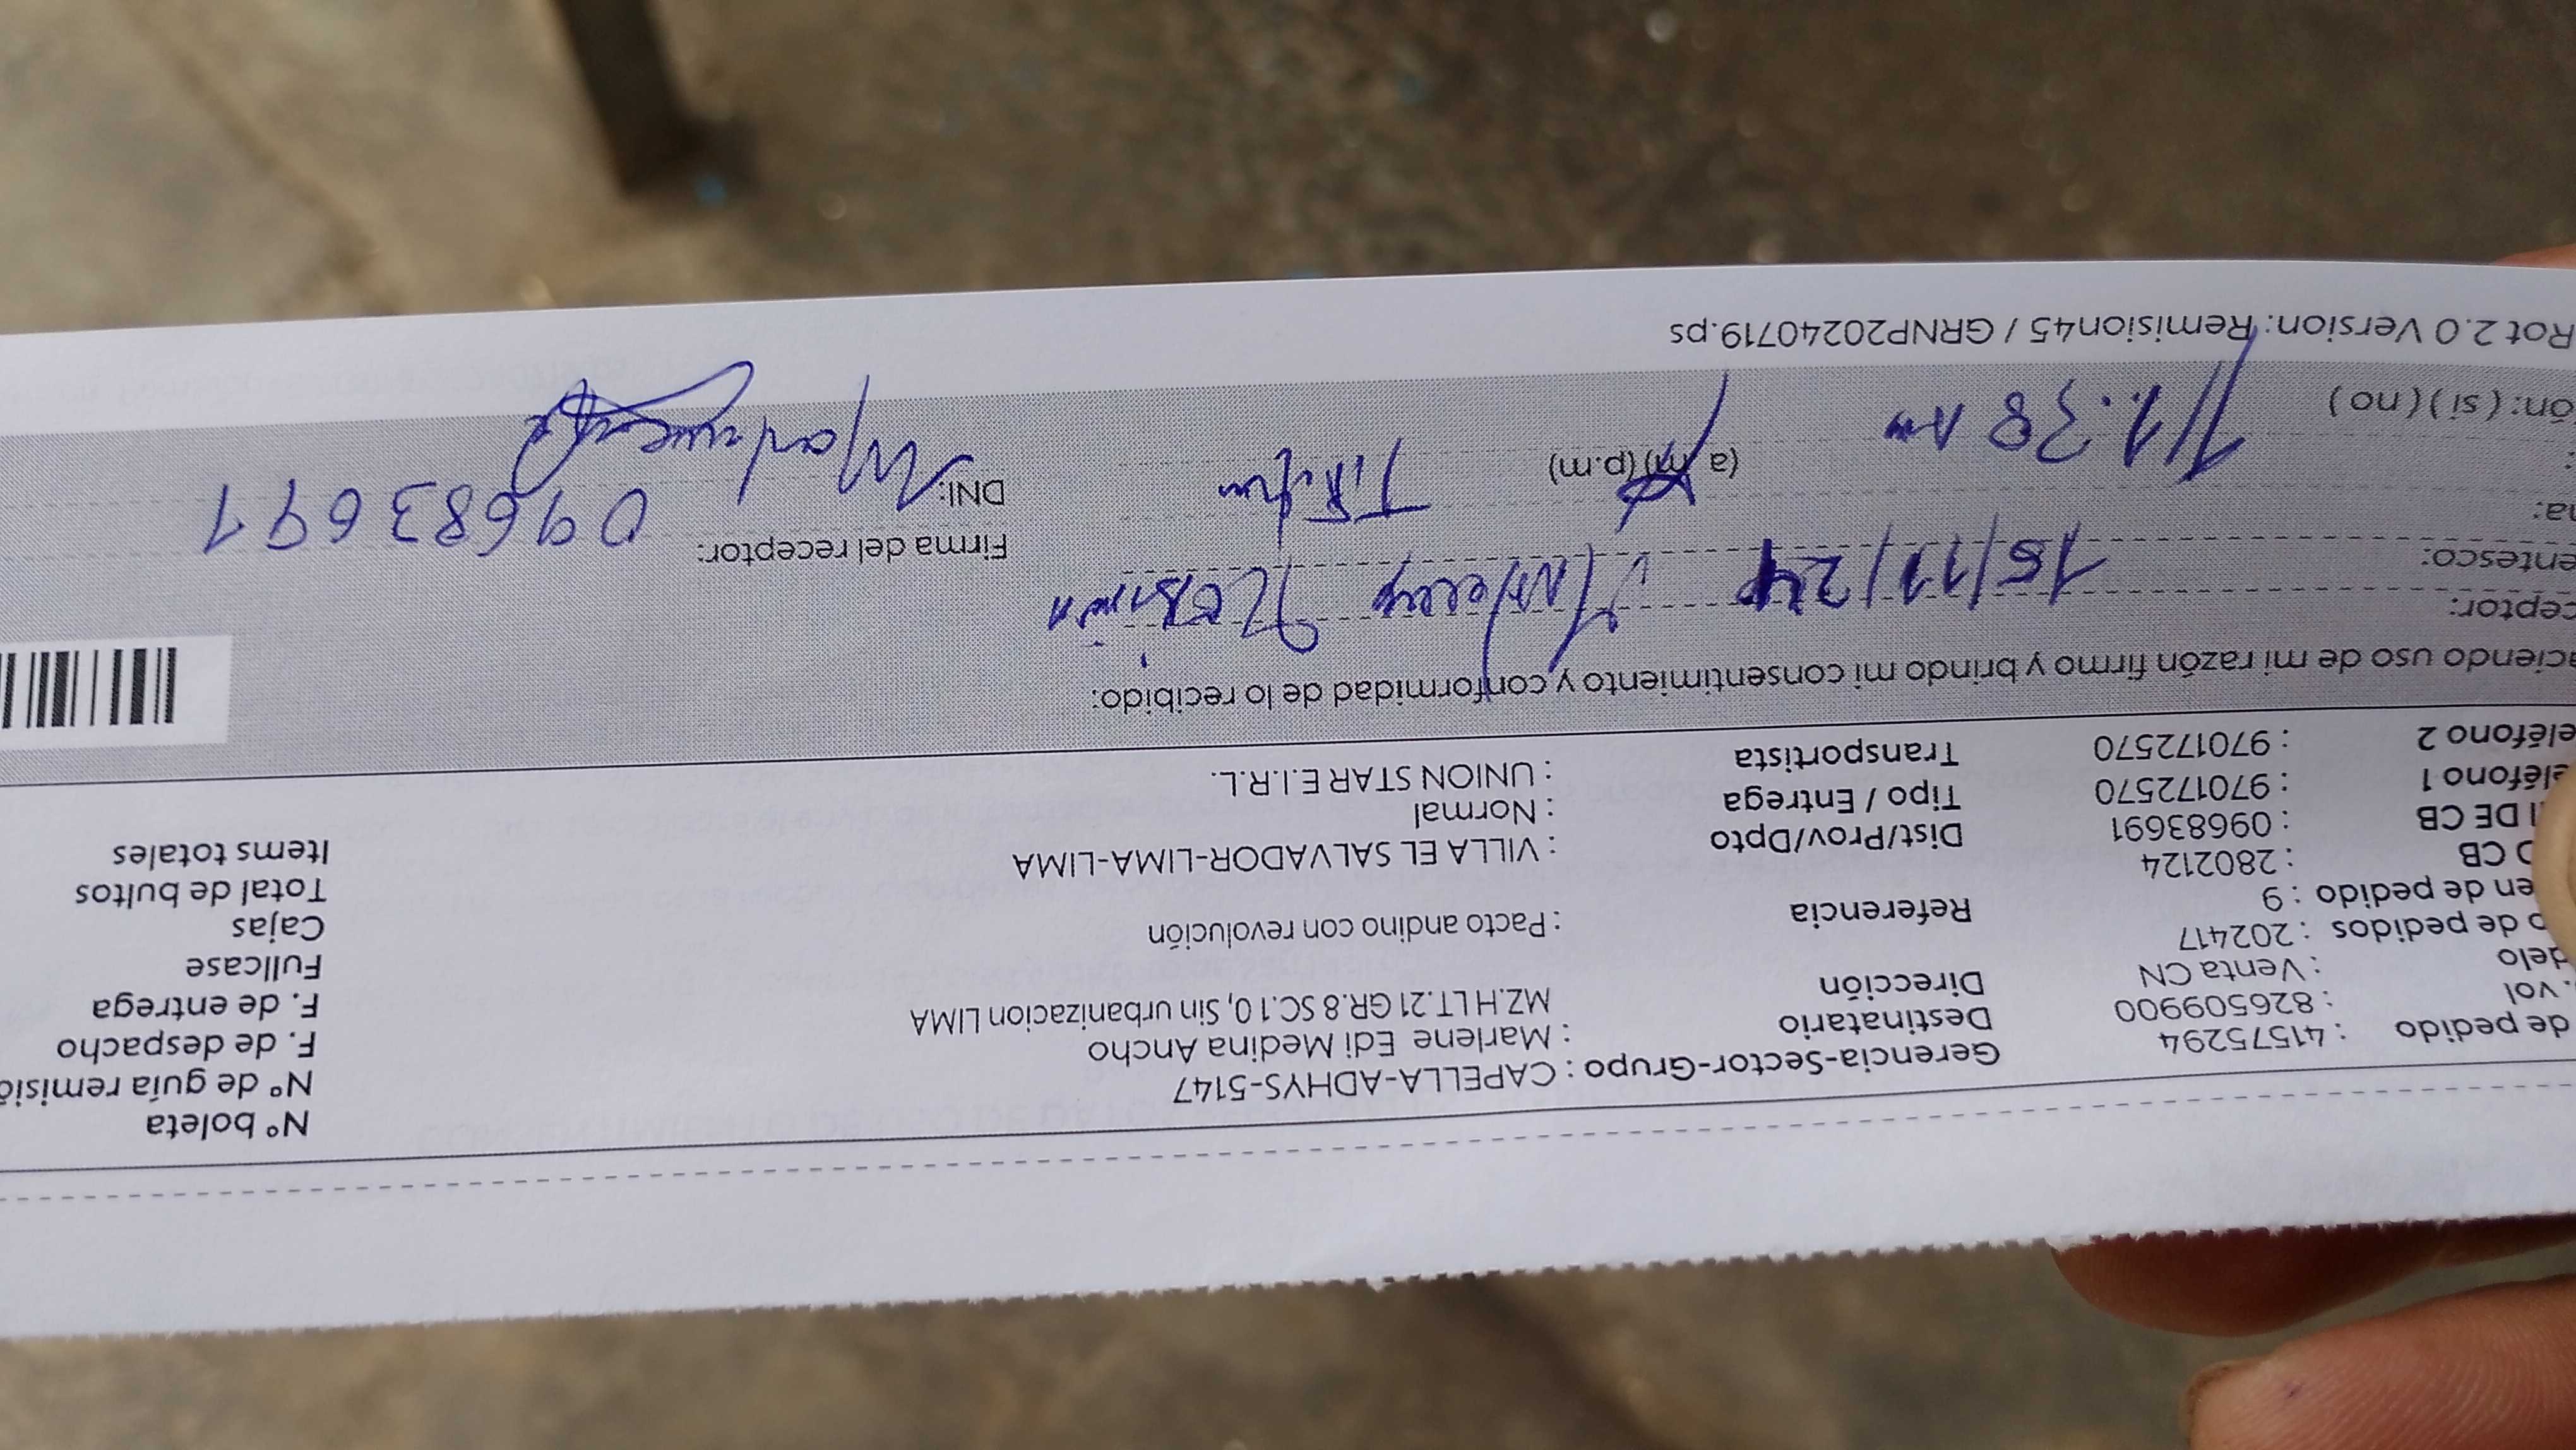 de pedido : 41575294 Gerencia-Sector-Grupo : CAPELLA-ADHYS-5147 N° boleta
. vol : 826509900 Destinatario : Marlene Edi Medina Ancho N° de guía remisió
delo : Venta CN Dirección MZ.H LT.21 GR.8 SC.10, Sin urbanizacion LIMA F. de despacho
o de pedidos : 202417 F. de entrega
en de pedido : 9 Referencia : Pacto andino con revolución Fullcase
D CB : 2802124 Cajas
I DE CB : 09683691 Dist/Prov/Dpto : VILLA EL SALVADOR-LIMA-LIMA Total de bultos
eléfono 1 : 970172570 Tipo / Entrega : Normal Items totales
eléfono 2 : 970172570 Transportista : UNION STAR E.I.R.L.
aciendo uso de mi razón firmo y brindo mi consentimiento y conformidad de lo recibido:
ceptor:
entesco: 15/11/24 Firma del receptor: 09683691
na: (a.m) (p.m) DNI:
:
ón: ( si ) ( no ) 11:38 am
Rot 2.0 Version: Remision45 / GRNP20240719.ps